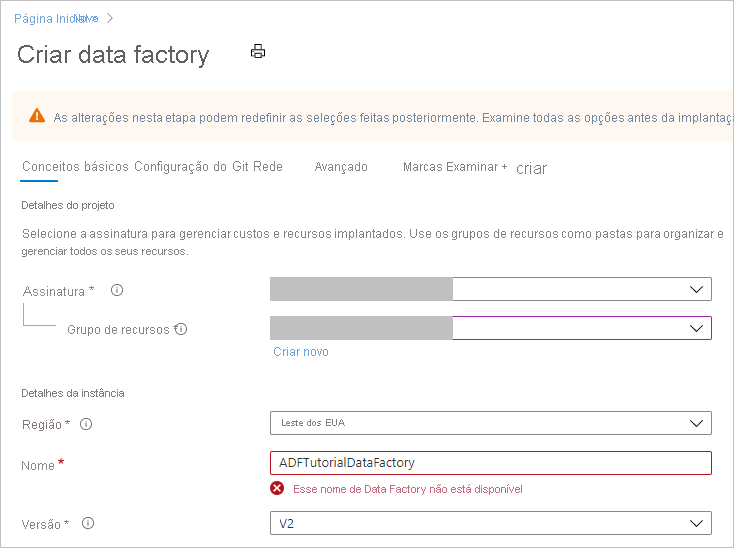 Página Inicial Novo
Criar data factory
As alterações nesta etapa podem redefinir as seleções feitas posteriormente. Examine todas as opções antes da implantaçã
Conceitos básicos Configuração do Git Rede Avançado Marcas Examinar + criar
Detalhes do projeto
Selecione a assinatura para gerenciar custos e recursos implantados. Use os grupos de recursos como pastas para organizar e
gerenciar todos os seus recursos.
Assinatura *
Grupo de recursos *
Criar novo
Detalhes da instância
Região *
Leste dos EUA
Nome *
ADFTutorialDataFactory
Esse nome de Data Factory não está disponível
Versão *
V2